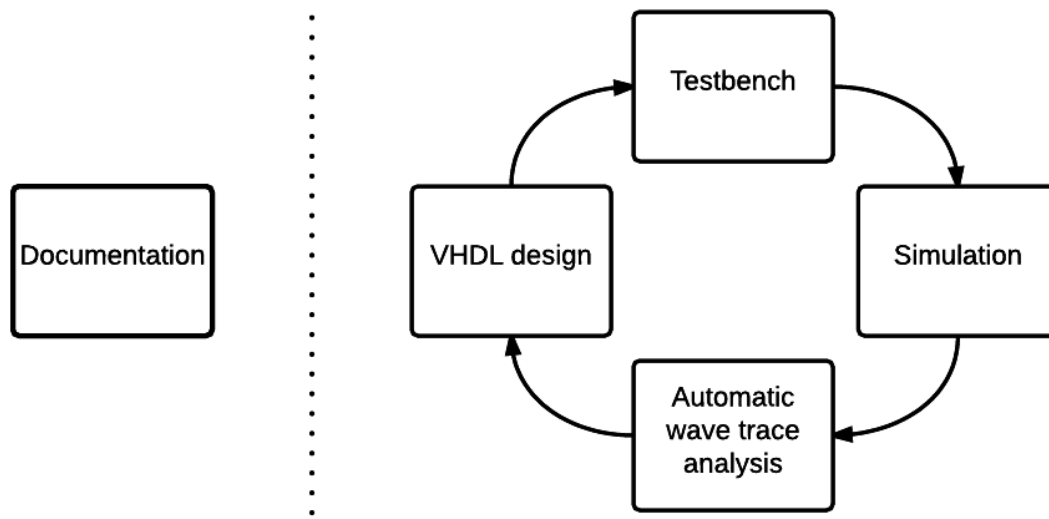 Testbench
Documentation
VHDL design
Simulation
Automatic
wave trace
analysis